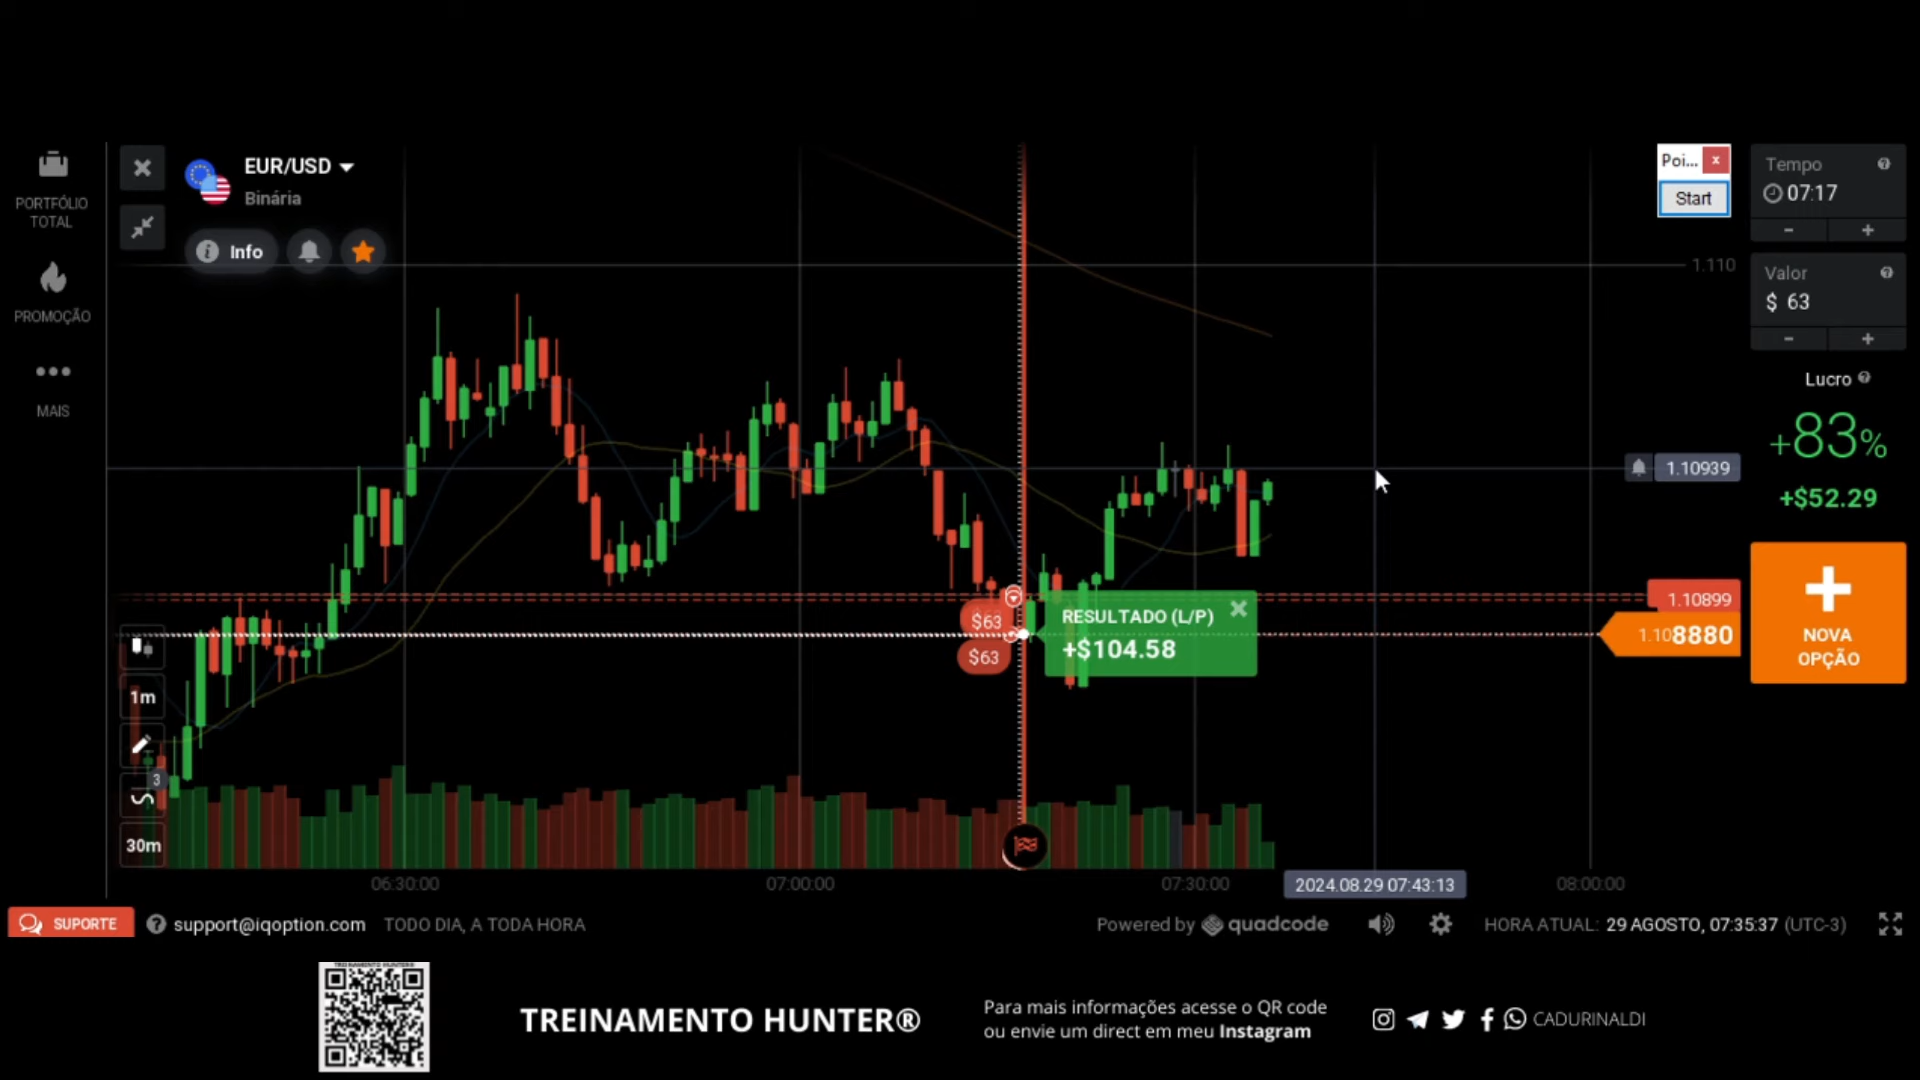 PORTFÓLIO
TOTAL
PROMOÇÃO
MAIS
EUR/USD
Binária
Info
Poi...
x
Start
Tempo
07:17
-
+
Valor
$ 63
-
+
Lucro
+83%
+$52.29
NOVA
OPÇÃO
1.110
1.10939
1.10899
1.108880
RESULTADO (L/P)
+$104.58
$63
$63
1m
3
30m
06:30:00
07:00:00
07:30:00
2024.08.29 07:43:13
08:00:00
SUPORTE
support@iqoption.com
TODO DIA, A TODA HORA
Powered by quadcode
HORA ATUAL: 29 AGOSTO, 07:35:37 (UTC-3)
TREINAMENTO HUNTER®
TREINAMENTO HUNTER®
Para mais informações acesse o QR code
ou envie um direct em meu Instagram
CADURINALDI